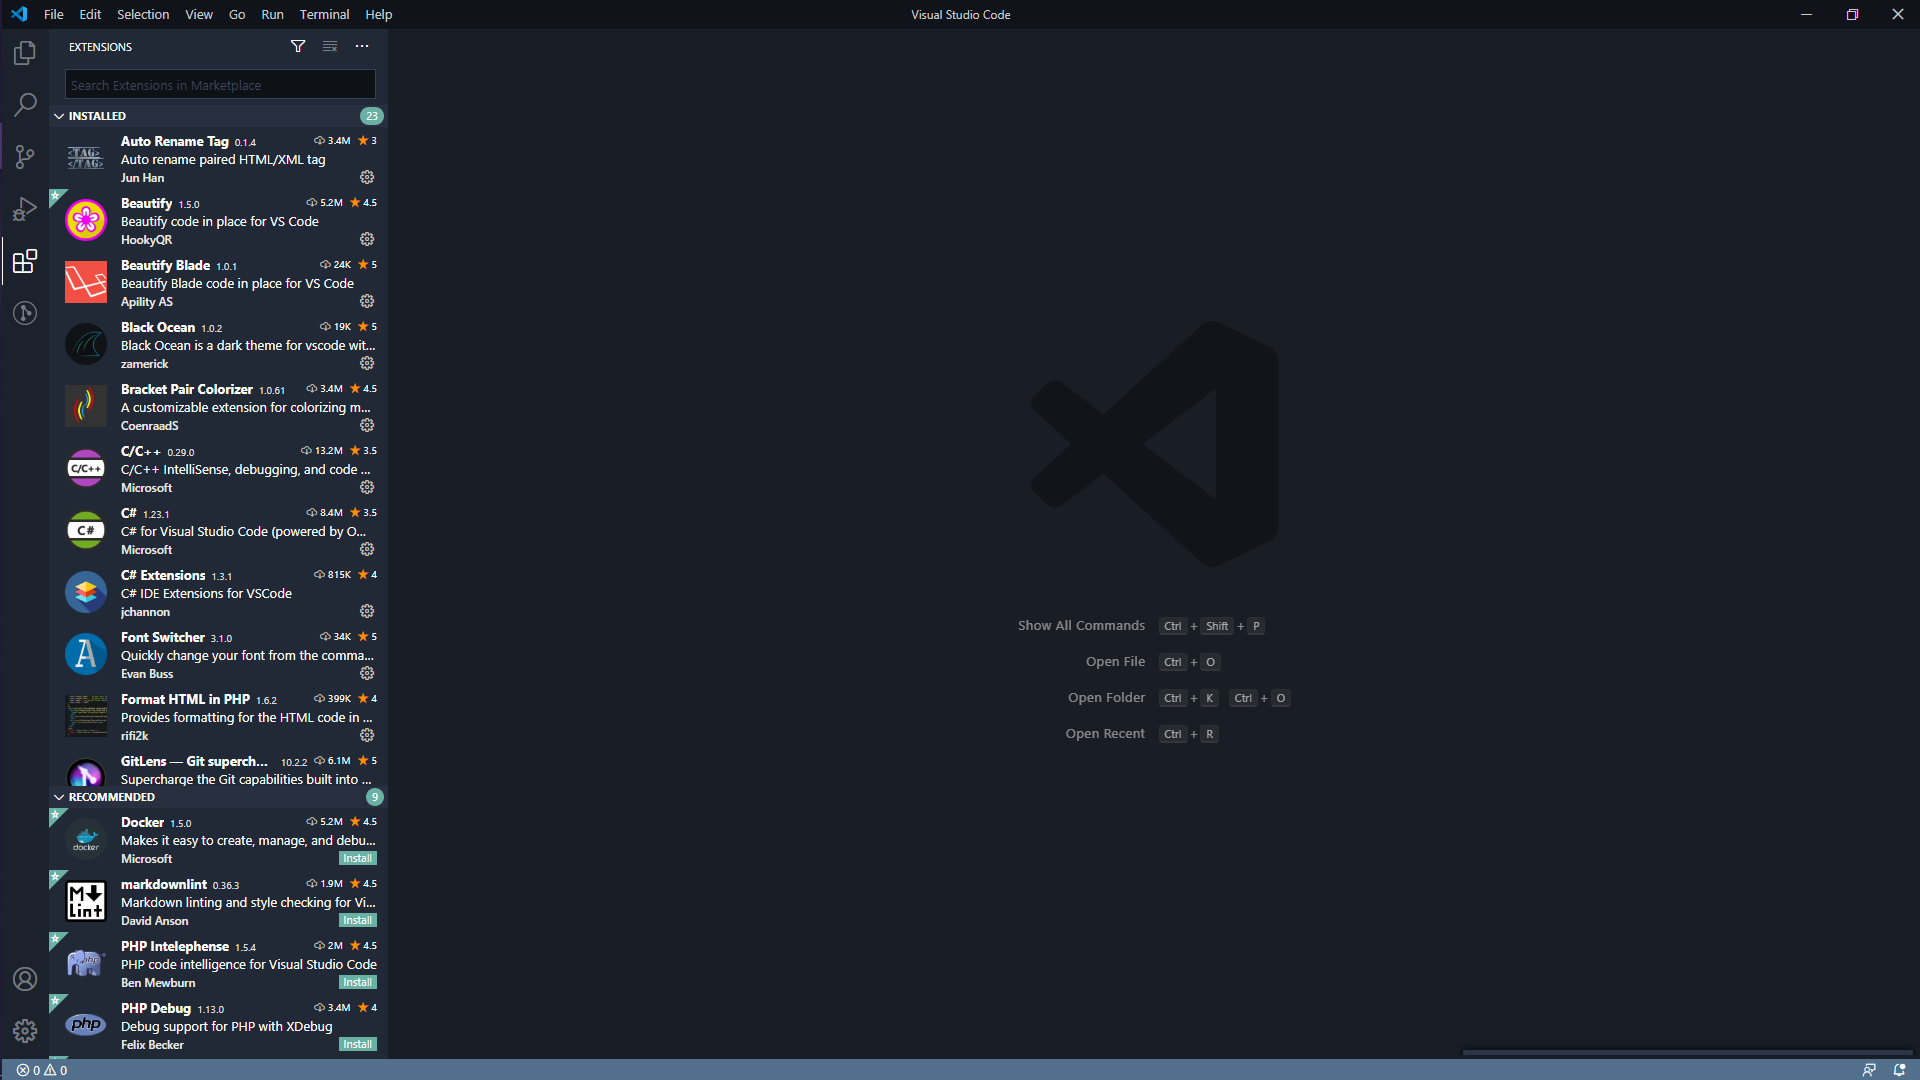 File Edit Selection View Go Run Terminal Help
Visual Studio Code
EXTENSIONS
Search Extensions in Marketplace
INSTALLED 23
<TAG>
</TAG>
Auto Rename Tag 0.1.4 3.4M 3
Auto rename paired HTML/XML tag
Jun Han
Beautify 1.5.0 5.2M 4.5
Beautify code in place for VS Code
HookyQR
Beautify Blade 1.0.1 24K 5
Beautify Blade code in place for VS Code
Apility AS
Black Ocean 1.0.2 19K 5
Black Ocean is a dark theme for vscode wit...
zamerick
Bracket Pair Colorizer 1.0.61 3.4M 4.5
A customizable extension for colorizing m...
CoenraadS
C/C++ 0.29.0 13.2M 3.5
C/C++
C/C++ IntelliSense, debugging, and code ...
Microsoft
C# 1.23.1 8.4M 3.5
C#
C# for Visual Studio Code (powered by O...
Microsoft
C# Extensions 1.3.1 815K 4
C# IDE Extensions for VSCode
jchannon
Font Switcher 3.1.0 34K 5
A
Quickly change your font from the comma...
Evan Buss
Format HTML in PHP 1.6.2 399K 4
Provides formatting for the HTML code in ...
rifi2k
GitLens — Git superch... 10.2.2 6.1M 5
Supercharge the Git capabilities built into ...
RECOMMENDED 9
Docker 1.5.0 5.2M 4.5
docker
Makes it easy to create, manage, and debu...
Microsoft Install
markdownlint 0.36.3 1.9M 4.5
M
Lint
Markdown linting and style checking for Vi...
David Anson Install
PHP Intelephense 1.5.4 2M 4.5
php
PHP code intelligence for Visual Studio Code
Ben Mewburn Install
PHP Debug 1.13.0 3.4M 4
php
Debug support for PHP with XDebug
Felix Becker Install
Show All Commands Ctrl + Shift + P
Open File Ctrl + O
Open Folder Ctrl + K Ctrl + O
Open Recent Ctrl + R
0 0